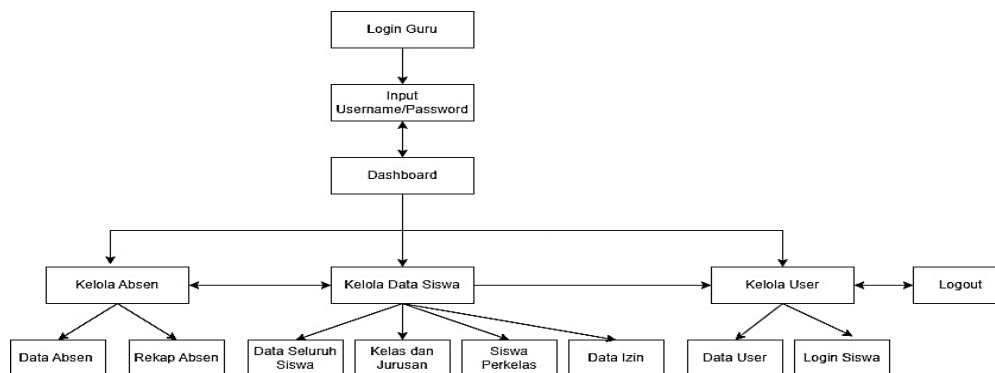 Login Guru
Input
Username/Password
Dashboard
Kelola Absen
Kelola Data Siswa
Kelola User
Logout
Data Absen
Rekap Absen
Data Seluruh
Siswa
Kelas dan
Jurusan
Siswa
Perkelas
Data Izin
Data User
Login Siswa